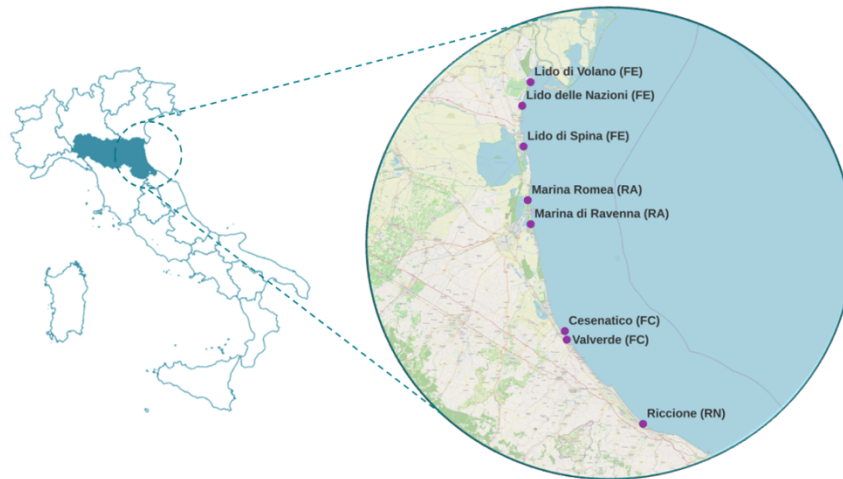 Lido di Volano (FE)
Lido delle Nazioni (FE)
Lido di Spina (FE)
Marina Romea (RA)
Marina di Ravenna (RA)
Cesenatico (FC)
Valverde (FC)
Riccione (RN)